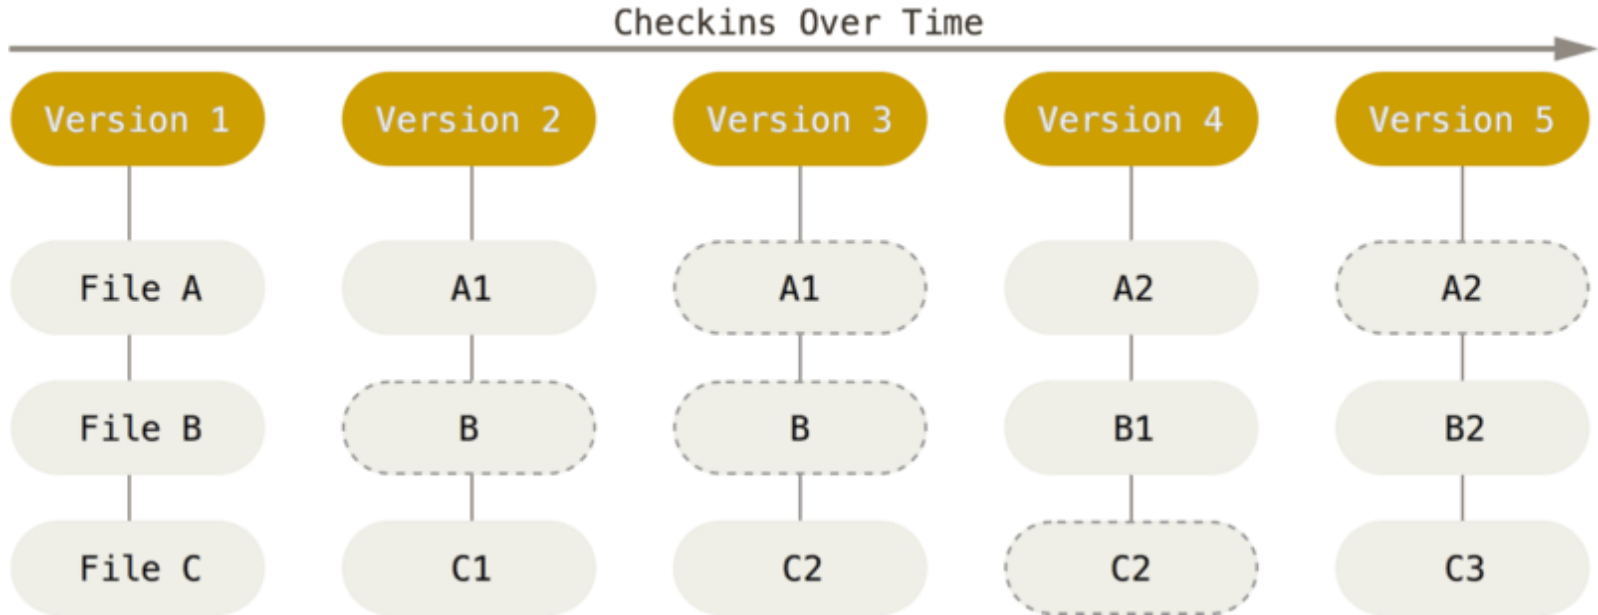 Checkins Over Time
Version 1 Version 2 Version 3 Version 4 Version 5
File A A1 A1 A2 A2
File B B B B1 B2
File C C1 C2 C2 C3